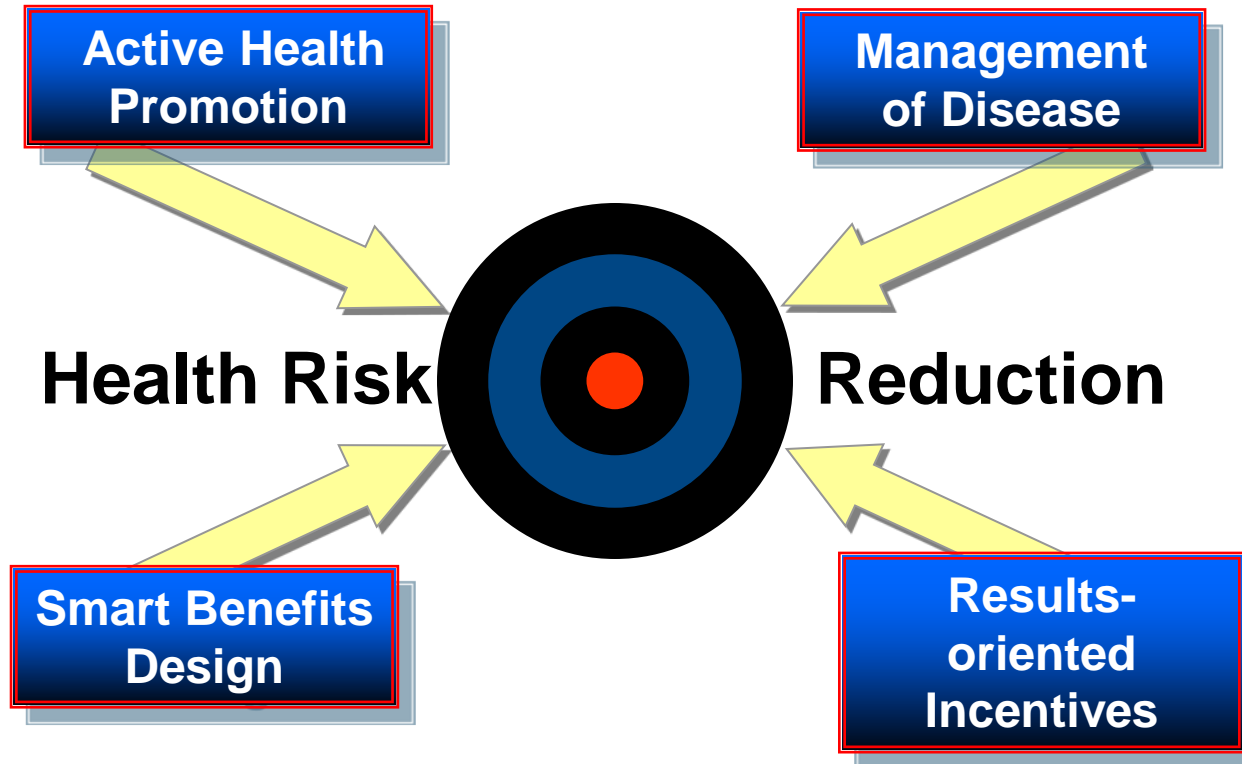 Active Health
Promotion
Management
of Disease
Health Risk
Reduction
Smart Benefits
Design
Results-
oriented
Incentives